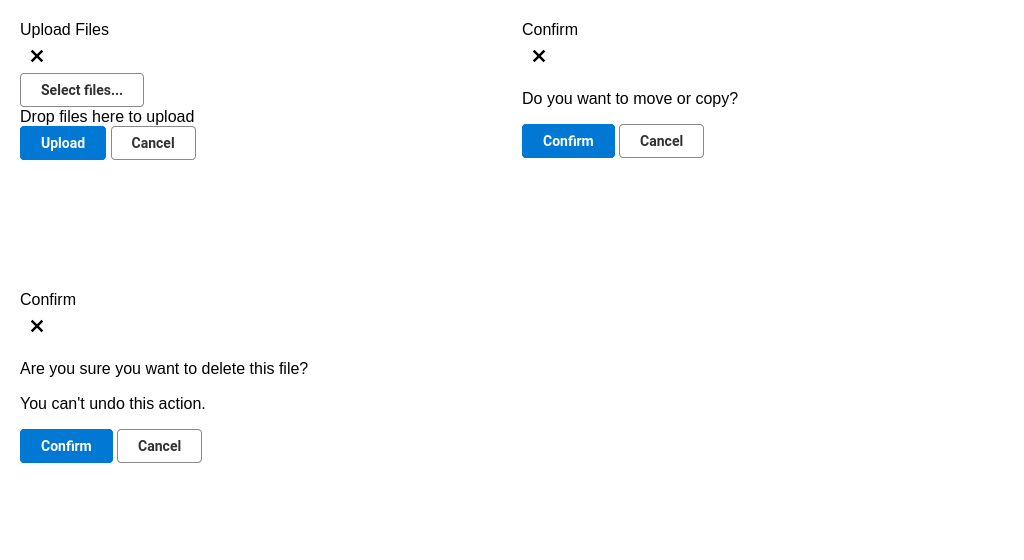 Upload Files
Select files...
Drop files here to upload
Upload Cancel
Confirm
Do you want to move or copy?
Confirm Cancel
Confirm
Are you sure you want to delete this file?
You can't undo this action.
Confirm Cancel